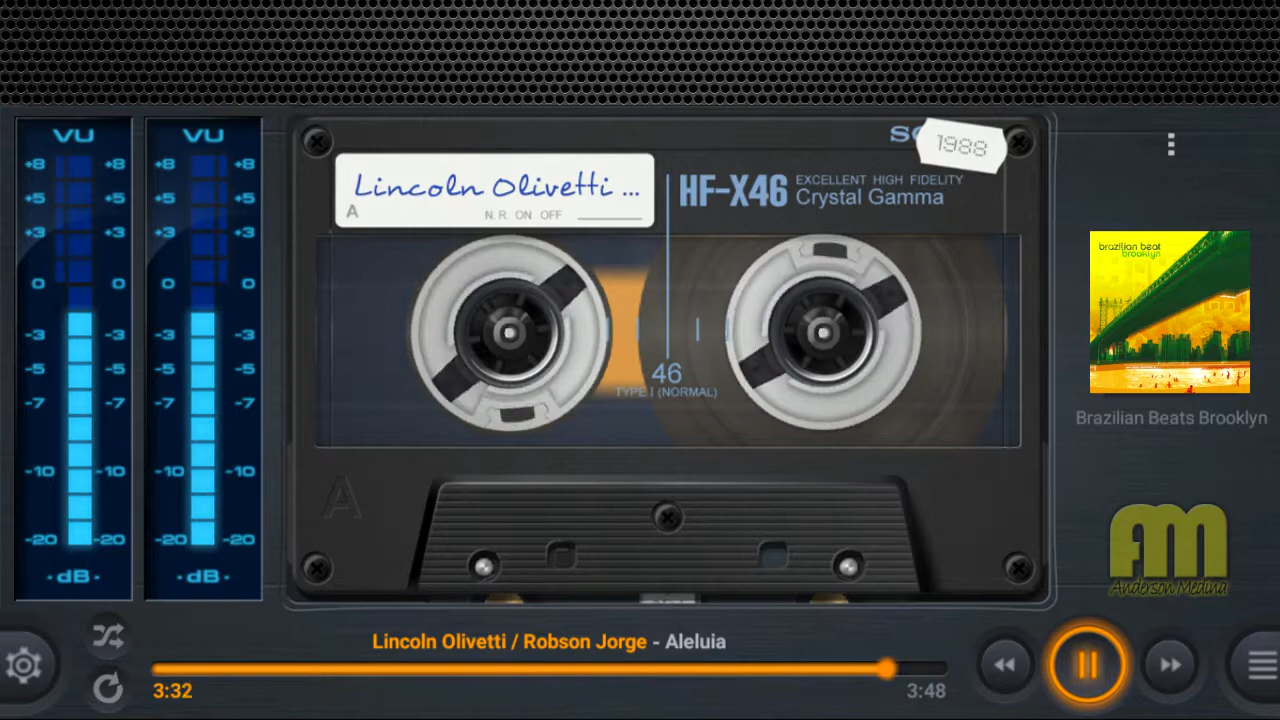 VU
VU
+8 +8 +8 +8
+5 +5 +5 +5
+3 +3 +3 +3
0 0 0 0
-3 -3 -3 -3
-5 -5 -5 -5
-7 -7 -7 -7
-10 -10 -10 -10
-20 -20 -20 -20
·dB·
·dB·
Lincoln Olivetti ...
A
N.R. ON OFF
1988
HF-X46
EXCELLENT HIGH FIDELITY
Crystal Gamma
46
TYPE I (NORMAL)
A
brazilian beat
brooklyn
Brazilian Beats Brooklyn
AM
Anderson Medina
Lincoln Olivetti / Robson Jorge - Aleluia
3:32
3:48